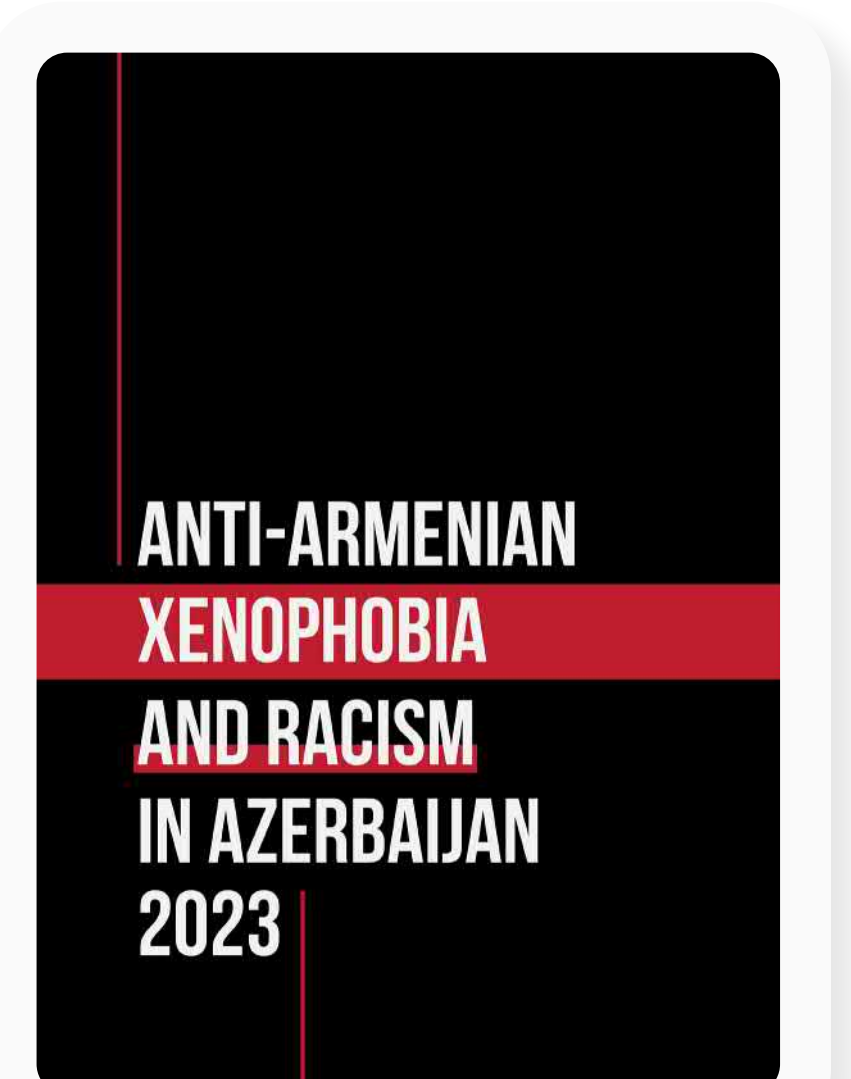 ANTI-ARMENIAN
XENOPHOBIA
AND RACISM
IN AZERBAIJAN
2023